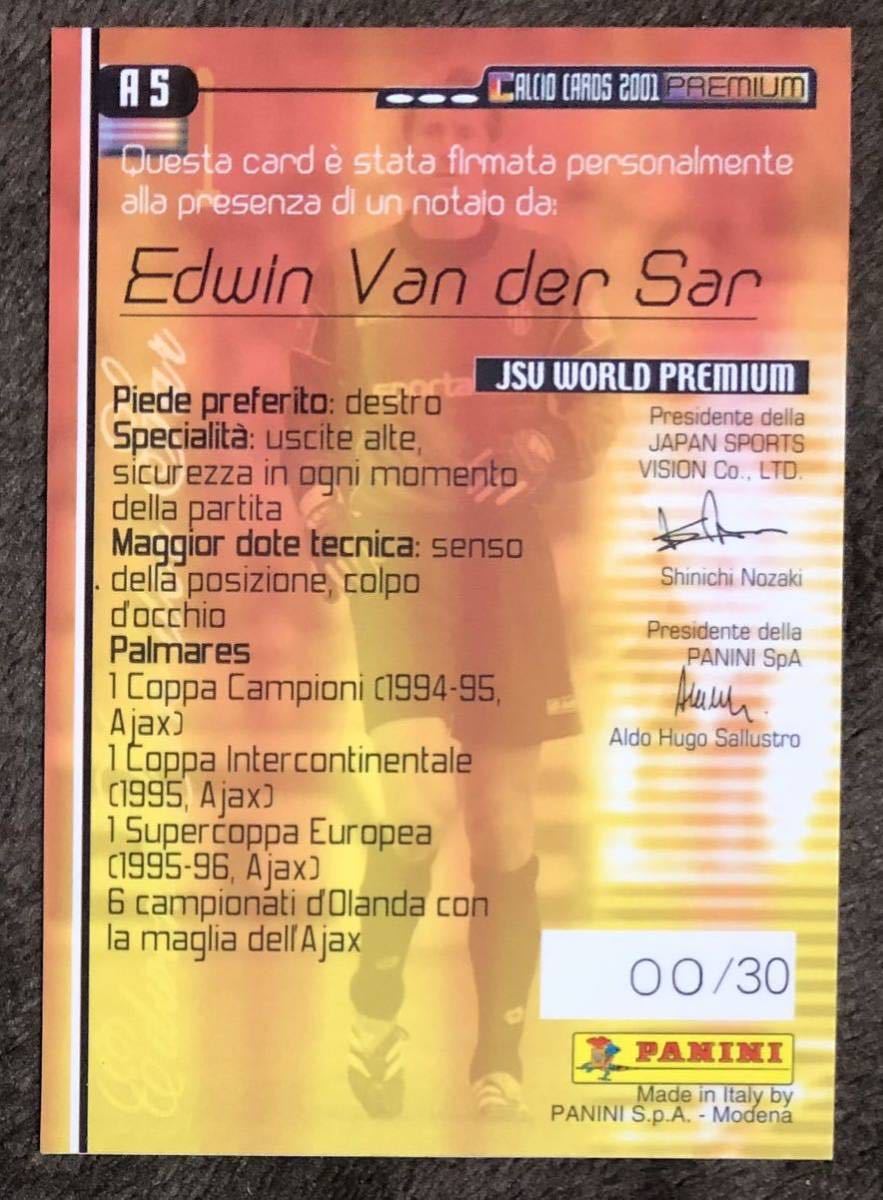 A 5
CALCIO CARDS 2001 PREMIUM
Questa card è stata firmata personalmente
alla presenza di un notaio da:
Edwin Van der Sar
JSV WORLD PREMIUM
Piede preferito: destro
Specialità: uscite alte,
sicurezza in ogni momento
della partita
Maggior dote tecnica: senso
della posizione, colpo
d'occhio
Palmares
1 Coppa Campioni (1994-95,
Ajax)
1 Coppa Intercontinentale
(1995, Ajax)
1 Supercoppa Europea
(1995-96, Ajax)
6 campionati d'Olanda con
la maglia dell'Ajax
Presidente della
JAPAN SPORTS
VISION Co., LTD.
Shinichi Nozaki
Presidente della
PANINI SpA
Aldo Hugo Sallustro
00/30
PANINI
Made in Italy by
PANINI S.p.A. - Modena